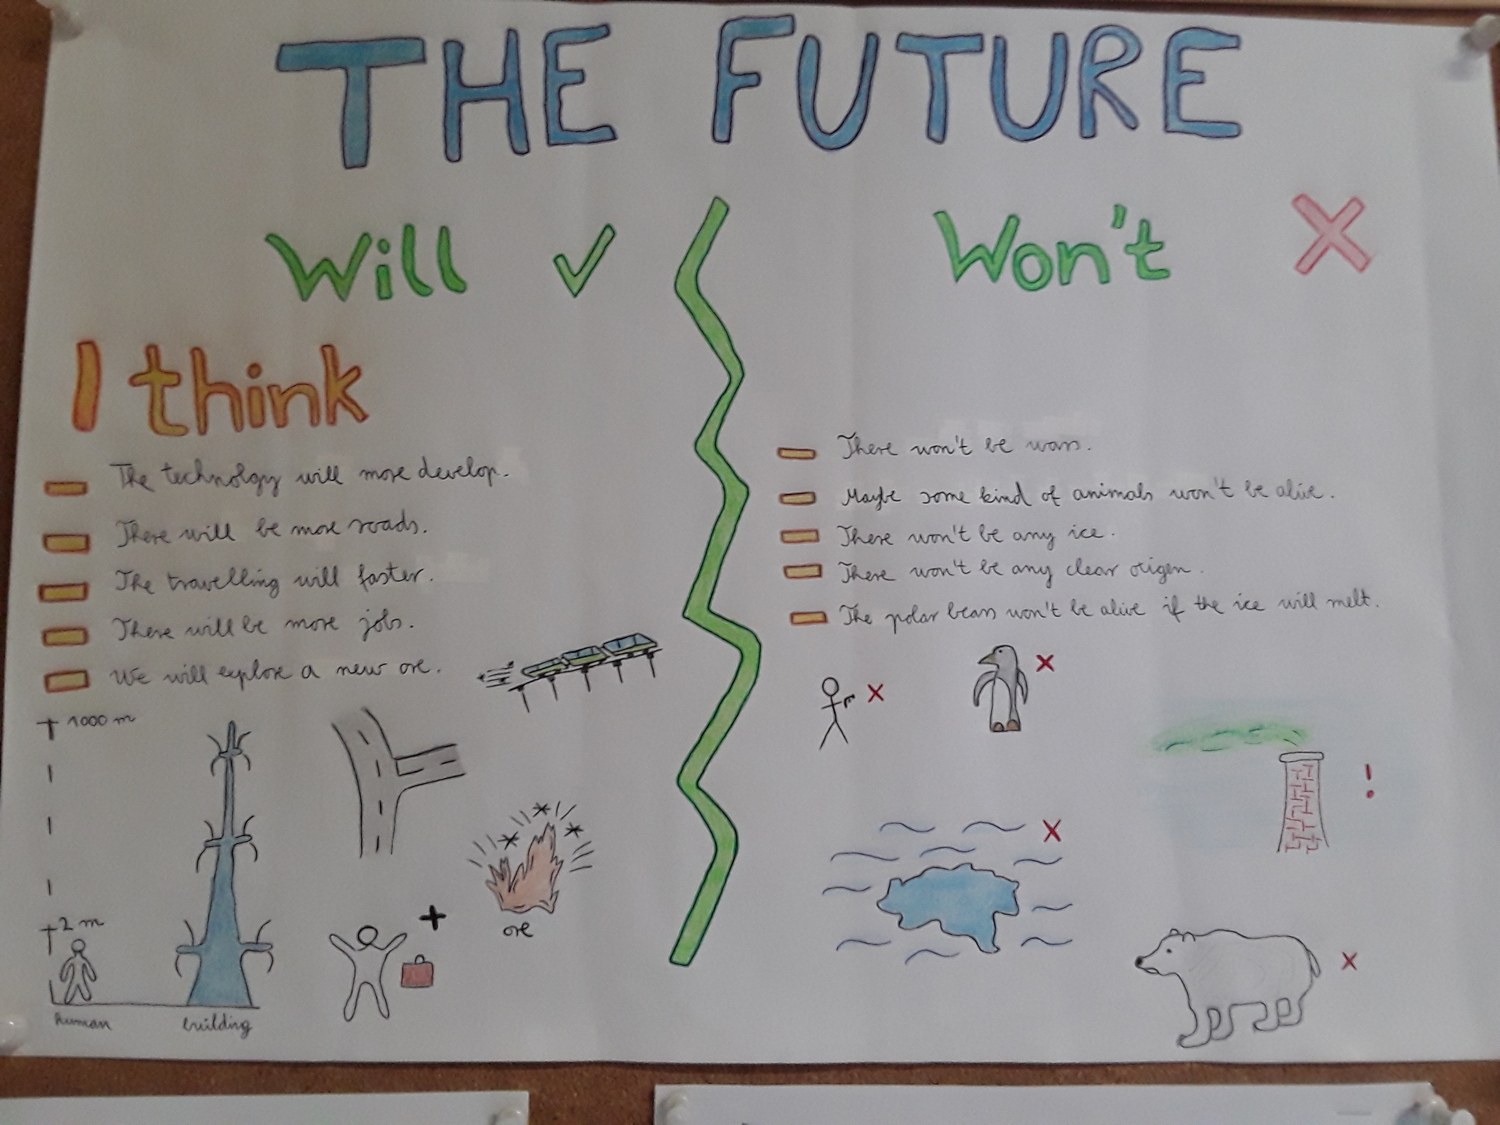 THE FUTURE
Will
Won't
I think
The technology will more develop.
There will be more roads.
The travelling will faster.
There will be more jobs.
We will explore a new ore.
There won't be wars.
Maybe some kind of animals won't be alive.
There won't be any ice.
There won't be any clear origen.
The polar bears won't be alive if the ice will melt.
1000 m
2 m
human
building
+
ore
!